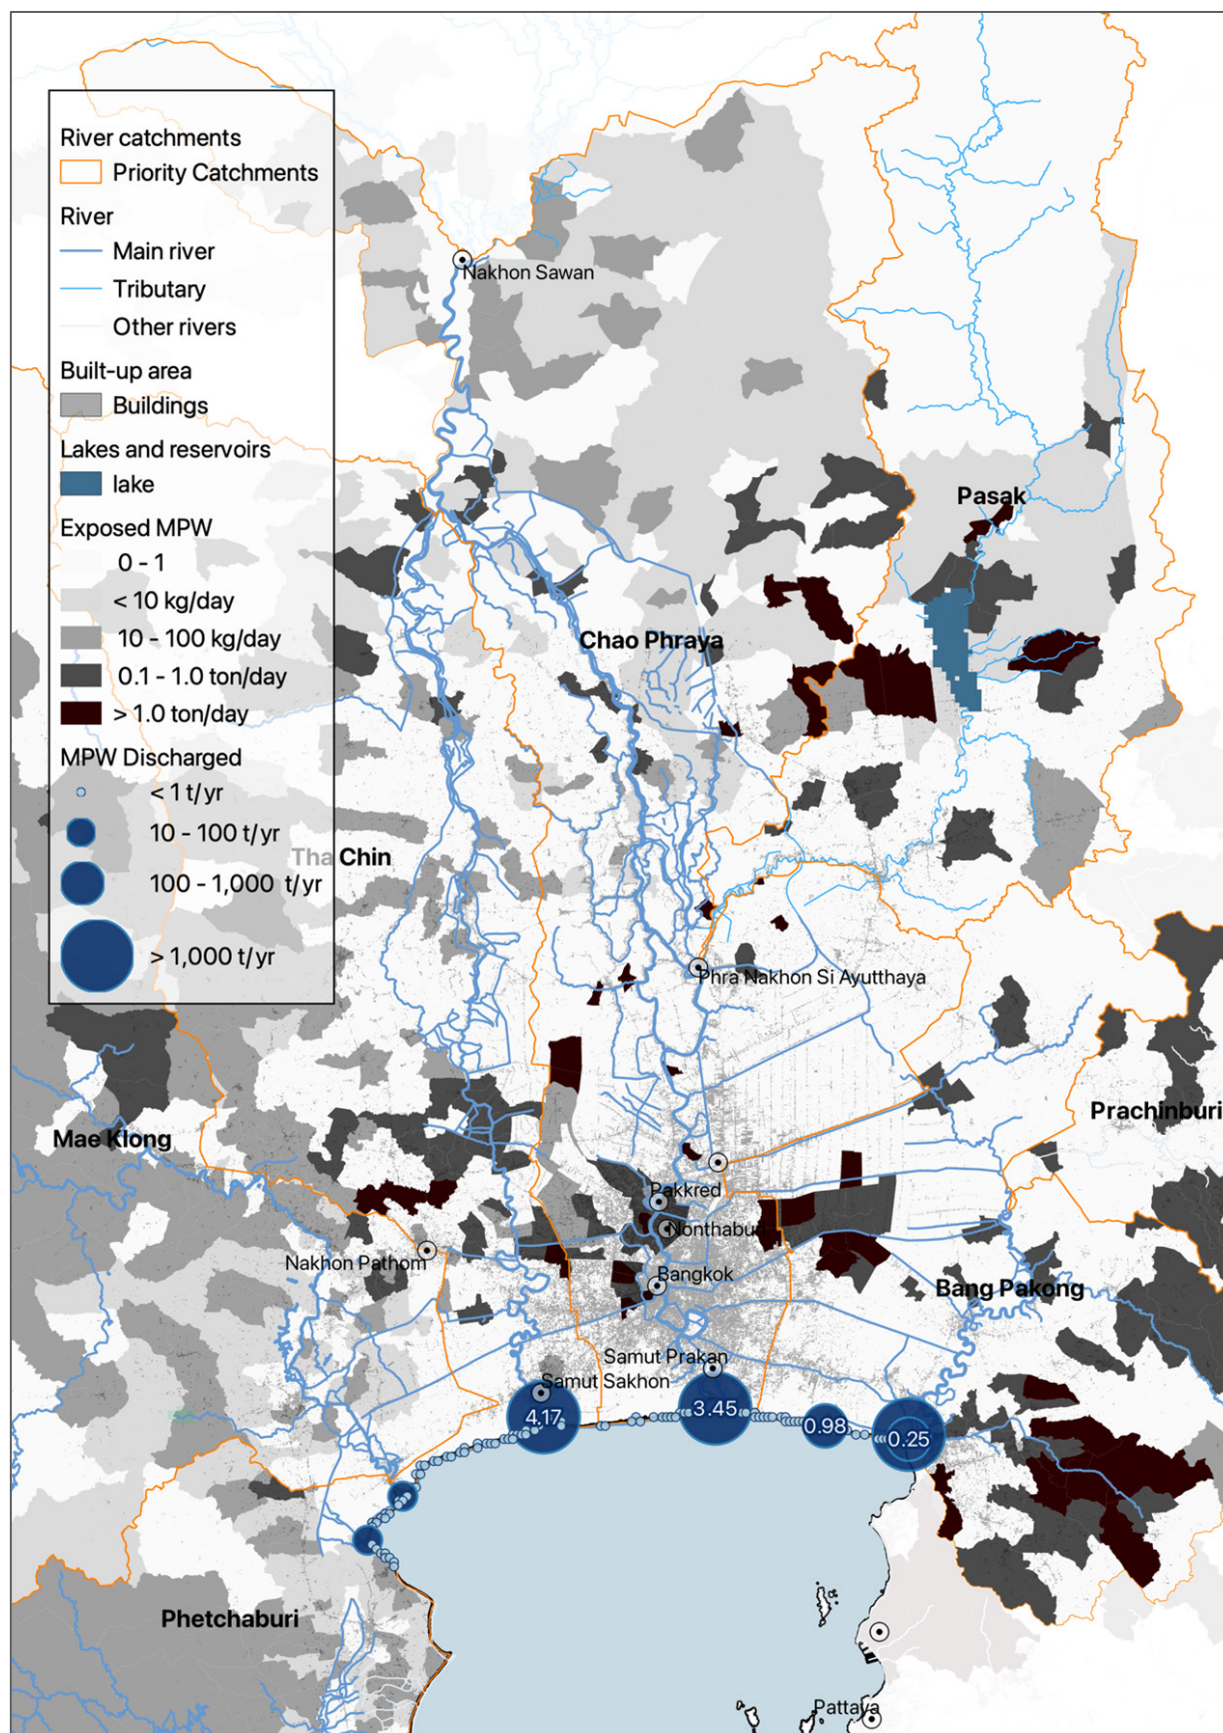 River catchments
Priority Catchments
River
Main river
Tributary
Other rivers
Built-up area
Buildings
Lakes and reservoirs
lake
Exposed MPW
0 - 1
< 10 kg/day
10 - 100 kg/day
0.1 - 1.0 ton/day
> 1.0 ton/day
MPW Discharged
< 1 t/yr
10 - 100 t/yr
100 - 1,000 t/yr
> 1,000 t/yr
Nakhon Sawan
Pasak
Chao Phraya
Tha Chin
Phra Nakhon Si Ayutthaya
Prachinburi
Mae Klong
Pakkred
Nonthaburi
Nakhon Pathom
Bangkok
Bang Pakong
Samut Prakan
Samut Sakhon
4.17
3.45
0.98
0.25
Phetchaburi
Pattaya